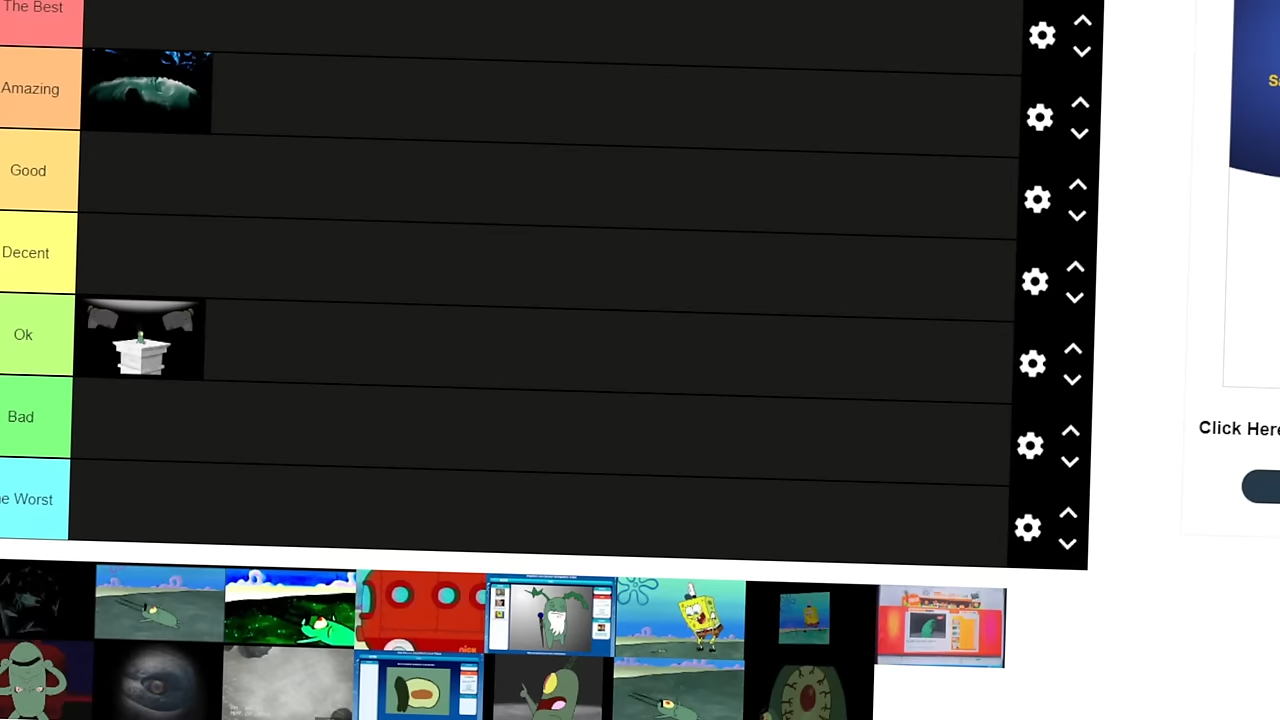 The Best
Amazing
Good
Decent
Ok
Bad
e Worst
Click Here
nick